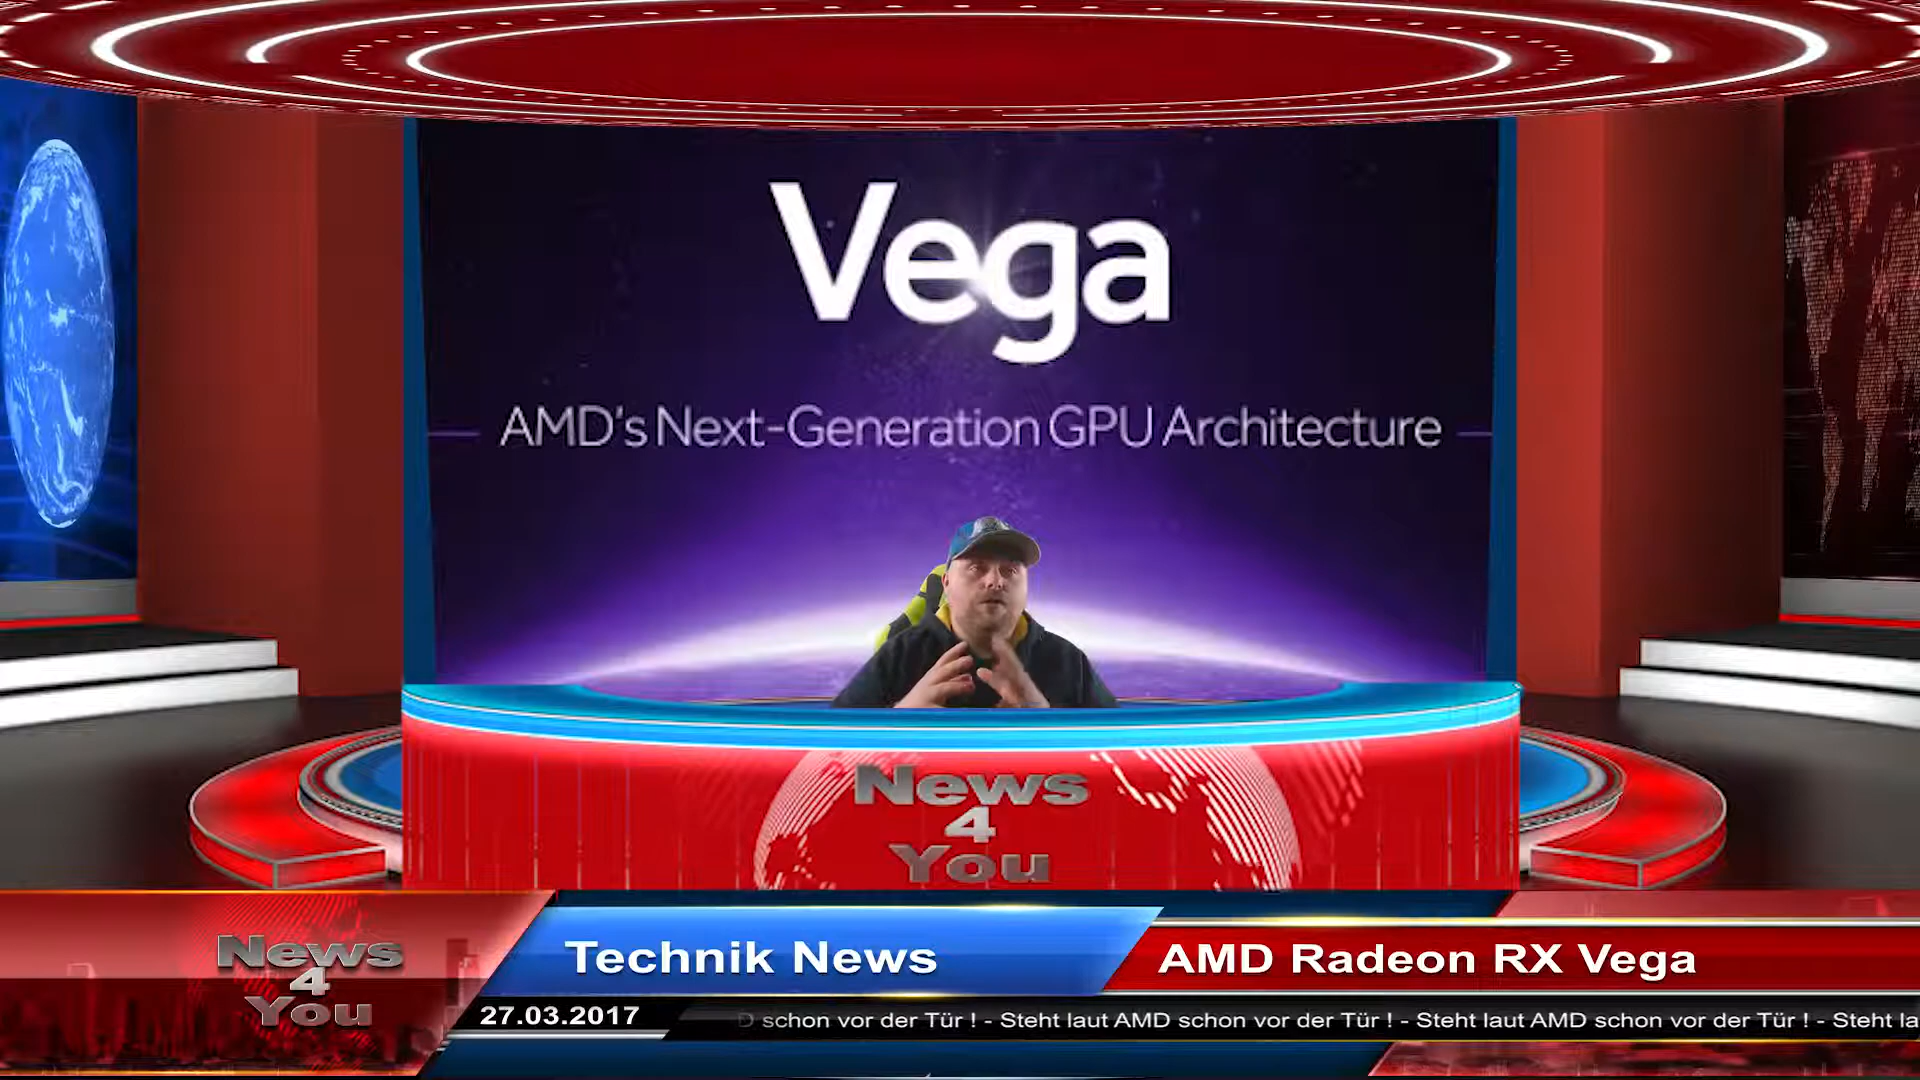 Vega
AMD's Next-Generation GPU Architecture
News
4
You
News
4
You
Technik News
AMD Radeon RX Vega
27.03.2017
schon vor der Tür ! - Steht laut AMD schon vor der Tür ! - Steht laut AMD schon vor der Tür ! - Steht la